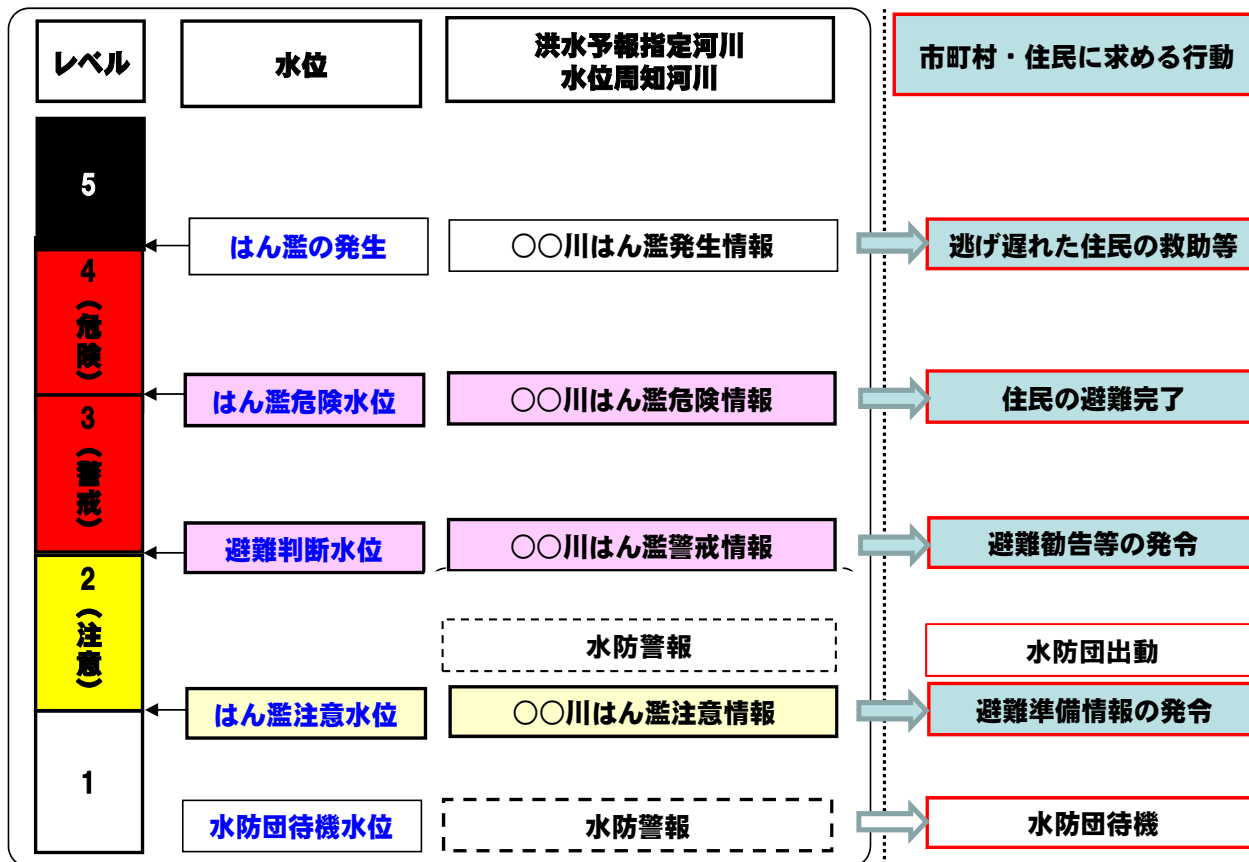 レベル
水位
洪水予報指定河川
水位周知河川
市町村・住民に求める行動
5
はん濫の発生
○○川はん濫発生情報
逃げ遅れた住民の救助等
4（危険）
はん濫危険水位
○○川はん濫危険情報
住民の避難完了
3（警戒）
避難判断水位
○○川はん濫警戒情報
避難勧告等の発令
2（注意）
水防警報
水防団出動
はん濫注意水位
○○川はん濫注意情報
避難準備情報の発令
1
水防団待機水位
水防警報
水防団待機